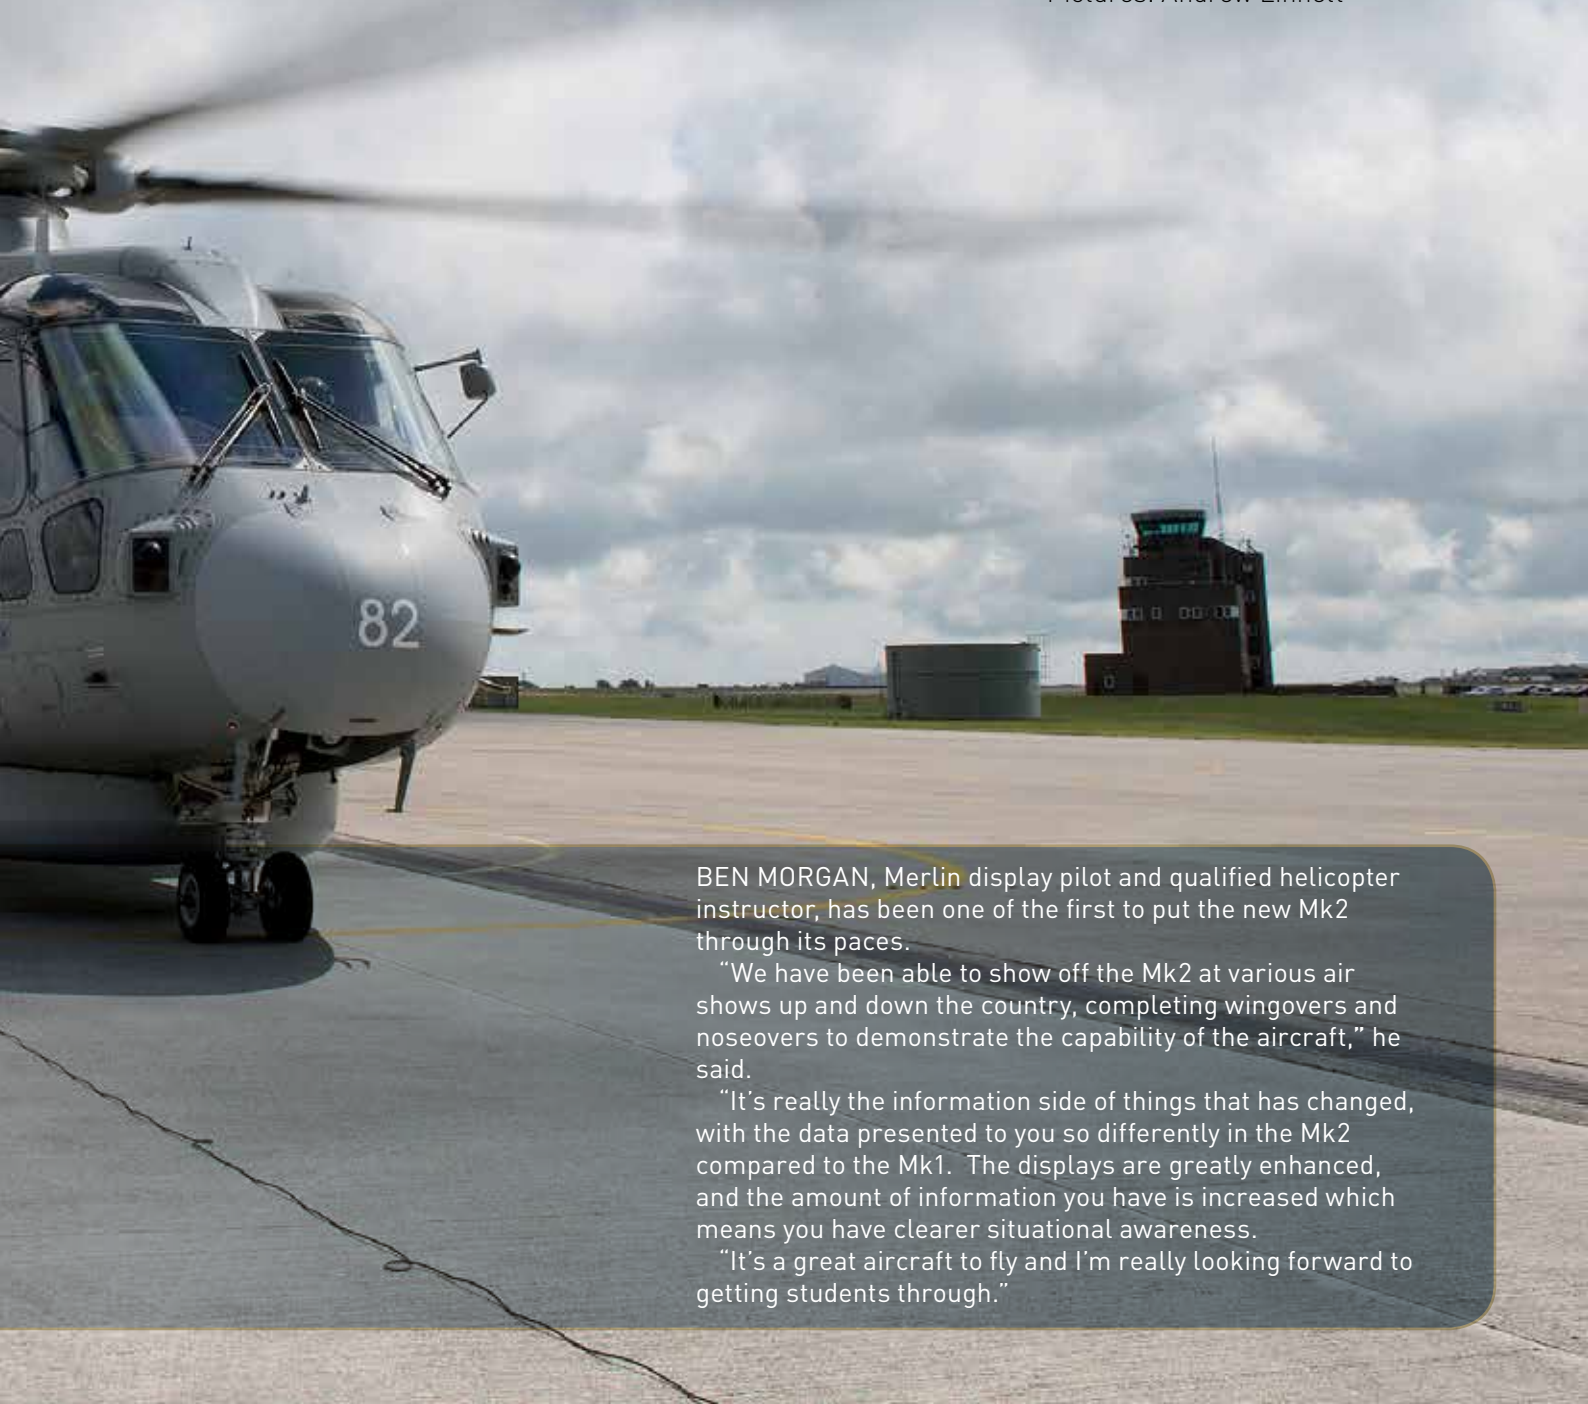 82
BEN MORGAN, Merlin display pilot and qualified helicopter
instructor, has been one of the first to put the new Mk2
through its paces.
“We have been able to show off the Mk2 at various air
shows up and down the country, completing wingovers and
noseovers to demonstrate the capability of the aircraft,” he
said.
“It’s really the information side of things that has changed,
with the data presented to you so differently in the Mk2
compared to the Mk1.  The displays are greatly enhanced,
and the amount of information you have is increased which
means you have clearer situational awareness.
“It’s a great aircraft to fly and I’m really looking forward to
getting students through.”